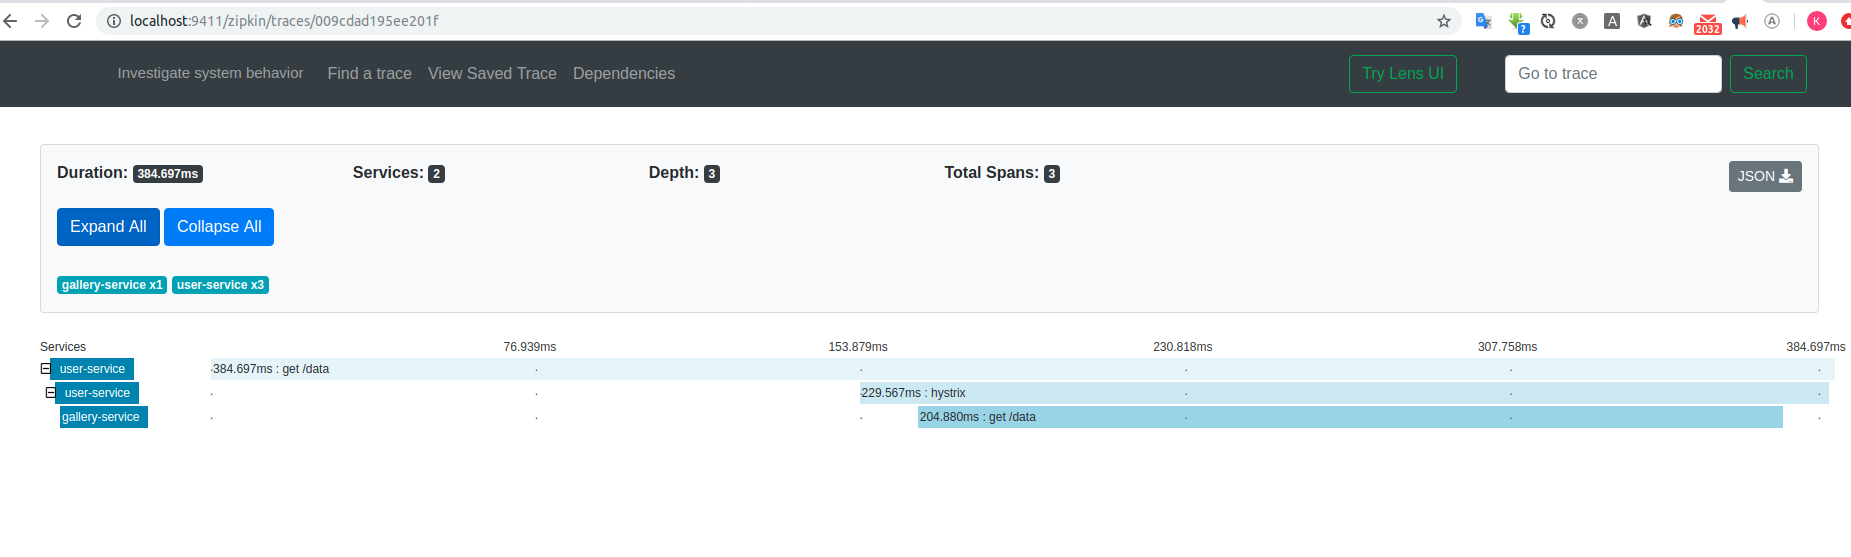 localhost:9411/zipkin/traces/009cdad195ee201f
2032
K
Investigate system behavior Find a trace View Saved Trace Dependencies Try Lens UI Go to trace Search
Duration: 384.697ms Services: 2 Depth: 3 Total Spans: 3 JSON
Expand All Collapse All
gallery-service x1 user-service x3
Services 76.939ms 153.879ms 230.818ms 307.758ms 384.697ms
user-service 384.697ms : get /data
user-service 229.567ms : hystrix
gallery-service 204.880ms : get /data